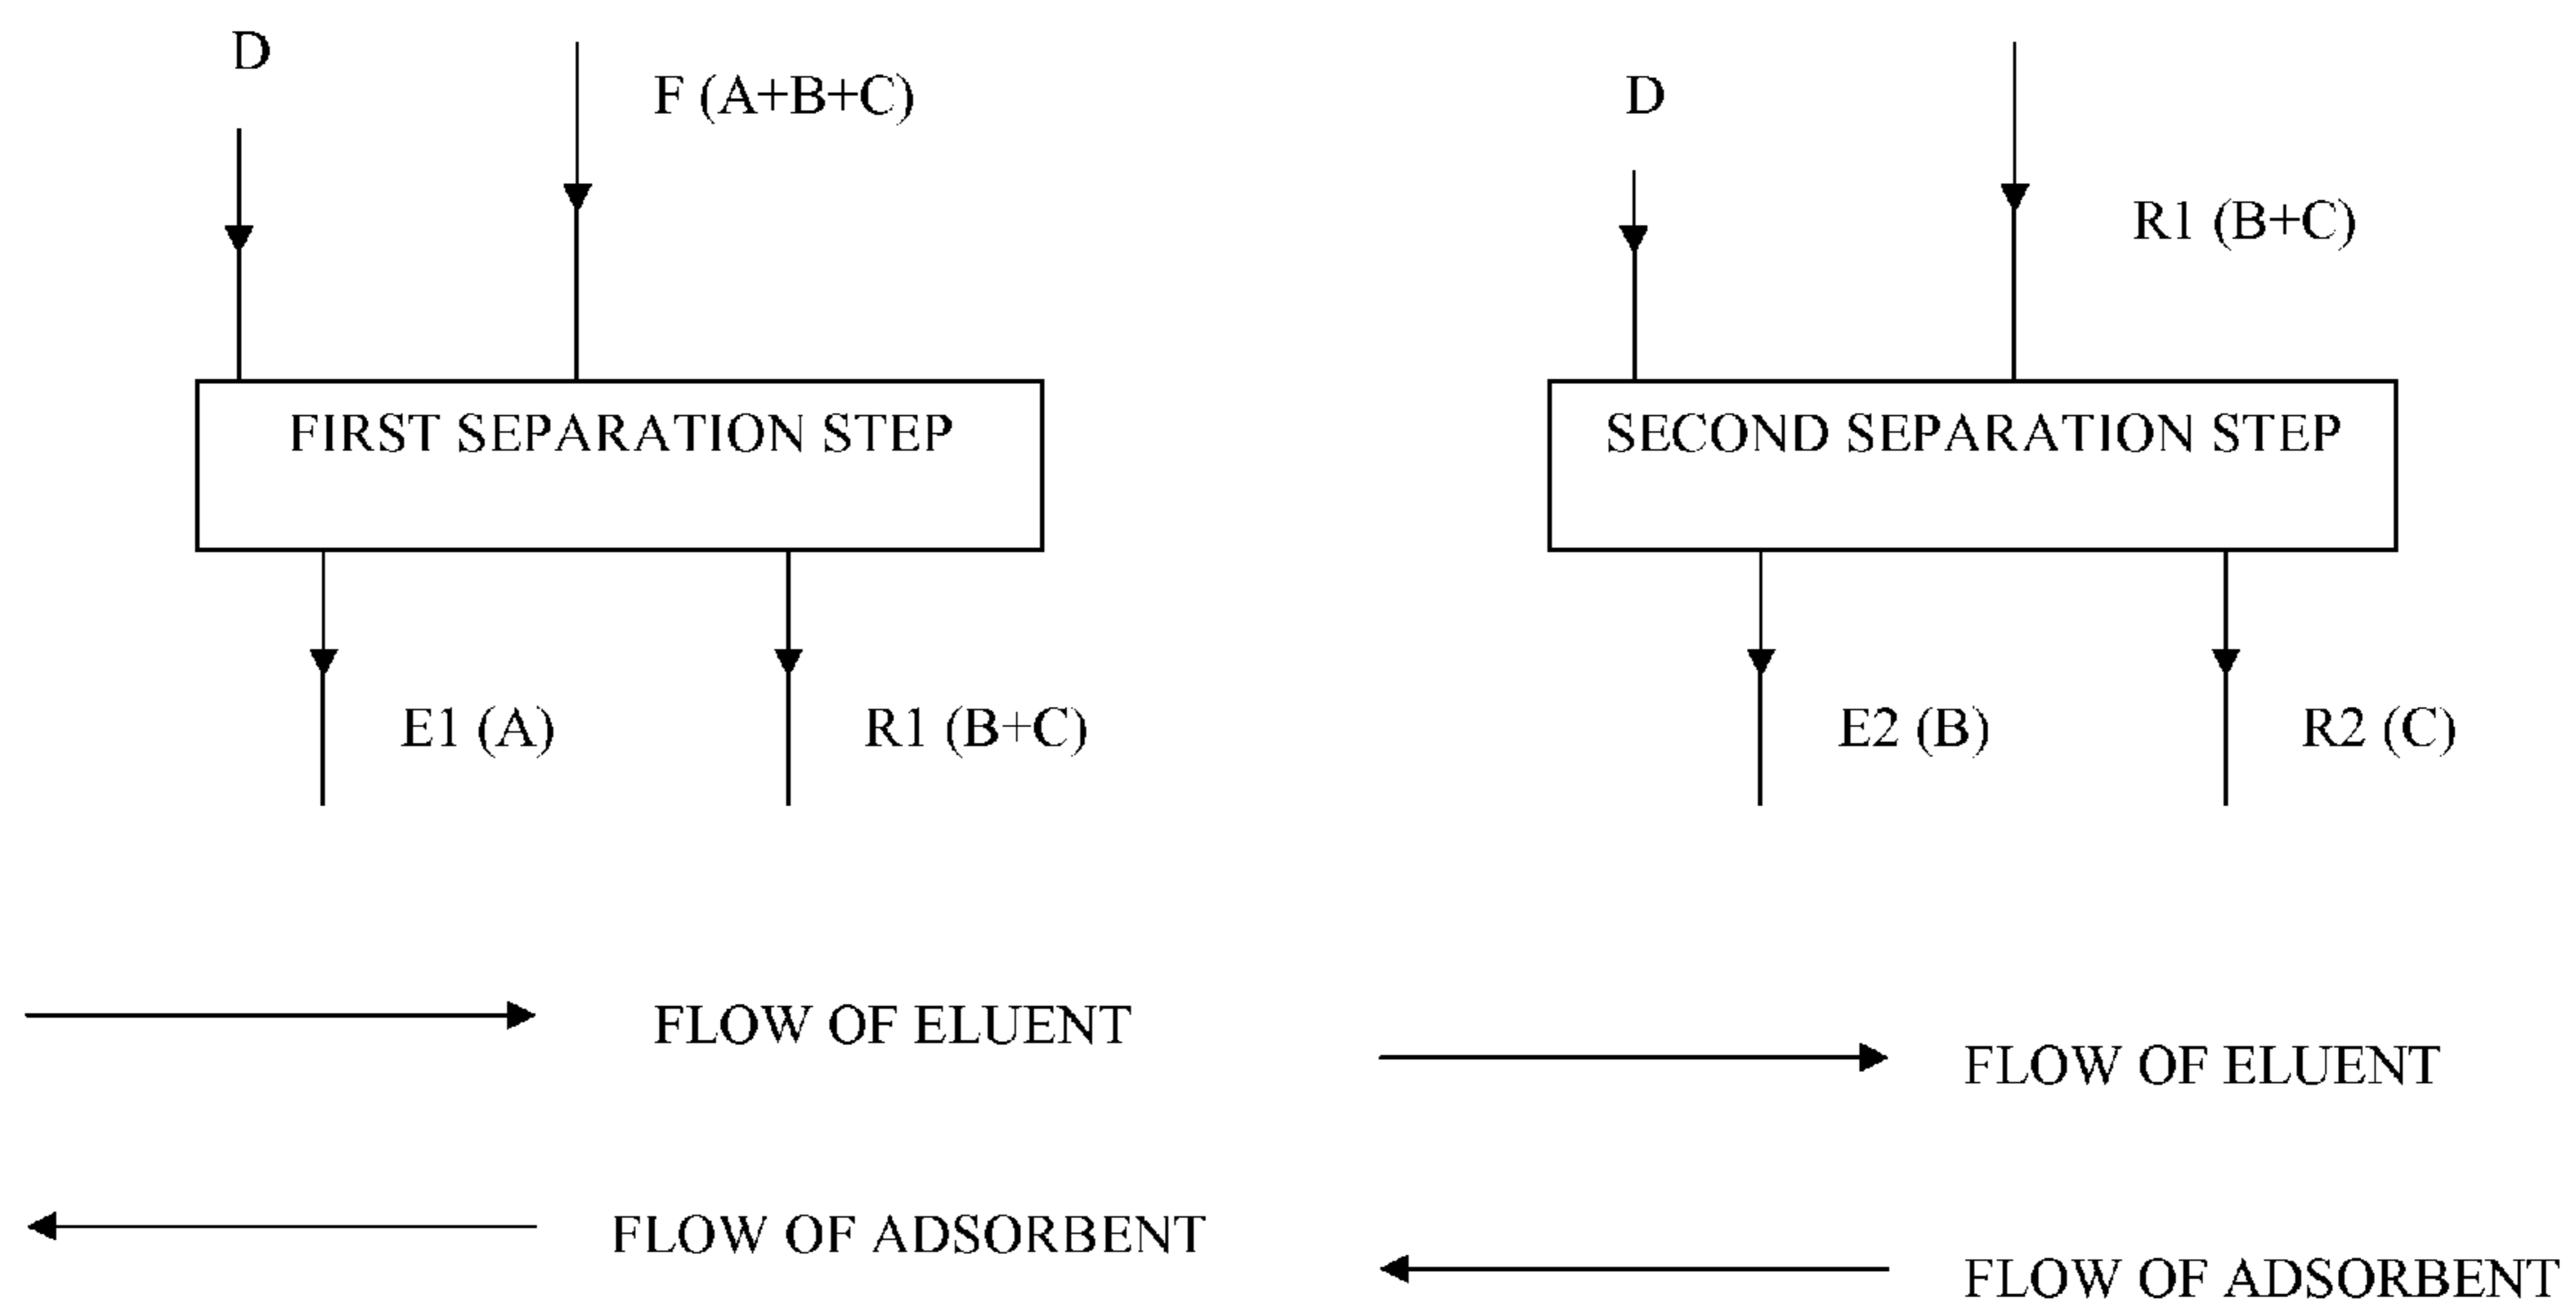 D
F (A+B+C)
FIRST SEPARATION STEP
E1 (A)
R1 (B+C)
FLOW OF ELUENT
FLOW OF ADSORBENT
D
R1 (B+C)
SECOND SEPARATION STEP
E2 (B)
R2 (C)
FLOW OF ELUENT
FLOW OF ADSORBENT